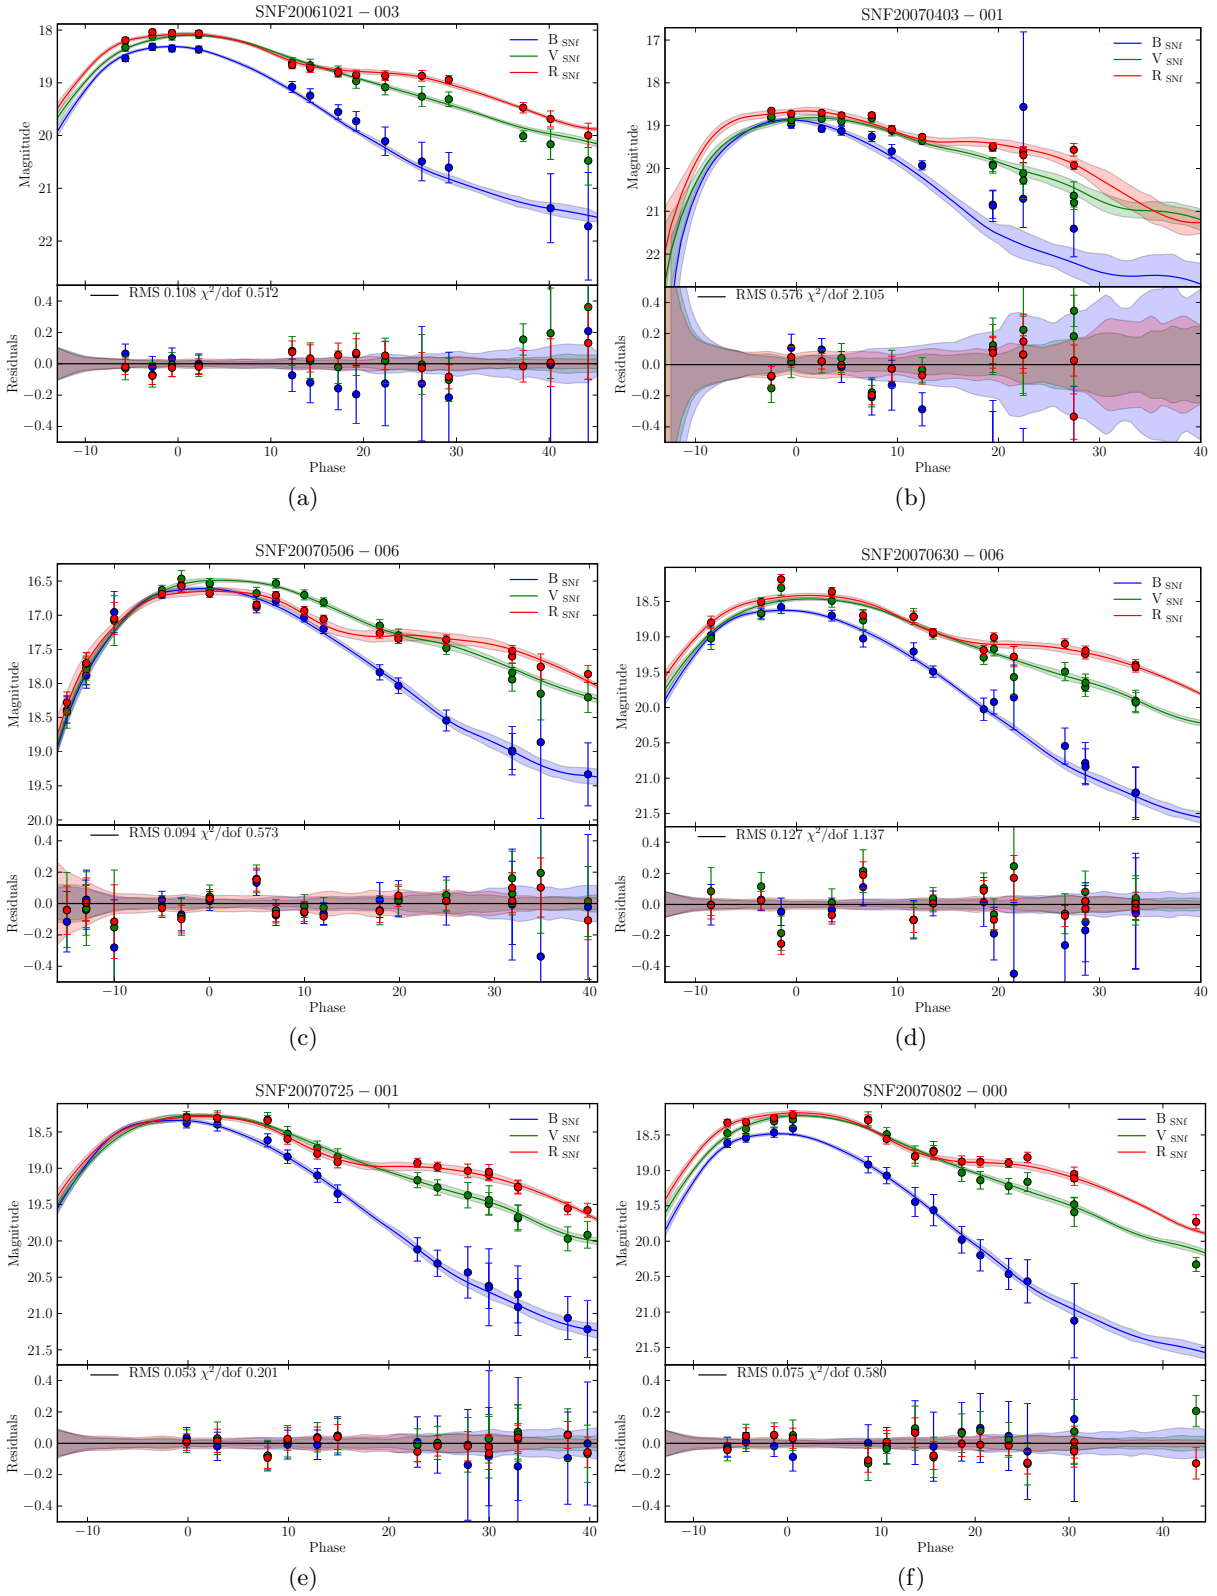 SNF20061021 − 003
B SNf
V SNf
R SNf
Magnitude
18
19
20
21
22
RMS 0.108 χ²/dof 0.512
Residuals
0.4
0.2
0.0
−0.2
−0.4
−10 0 10 20 30 40
Phase
(a)
SNF20070403 − 001
B SNf
V SNf
R SNf
Magnitude
17
18
19
20
21
22
RMS 0.576 χ²/dof 2.105
Residuals
0.4
0.2
0.0
−0.2
−0.4
−10 0 10 20 30 40
Phase
(b)
SNF20070506 − 006
B SNf
V SNf
R SNf
Magnitude
16.5
17.0
17.5
18.0
18.5
19.0
19.5
20.0
RMS 0.094 χ²/dof 0.573
Residuals
0.4
0.2
0.0
−0.2
−0.4
−10 0 10 20 30 40
Phase
(c)
SNF20070630 − 006
B SNf
V SNf
R SNf
Magnitude
18.5
19.0
19.5
20.0
20.5
21.0
21.5
RMS 0.127 χ²/dof 1.137
Residuals
0.4
0.2
0.0
−0.2
−0.4
−10 0 10 20 30 40
Phase
(d)
SNF20070725 − 001
B SNf
V SNf
R SNf
Magnitude
18.5
19.0
19.5
20.0
20.5
21.0
21.5
RMS 0.053 χ²/dof 0.201
Residuals
0.4
0.2
0.0
−0.2
−0.4
−10 0 10 20 30 40
Phase
(e)
SNF20070802 − 000
B SNf
V SNf
R SNf
Magnitude
18.5
19.0
19.5
20.0
20.5
21.0
21.5
RMS 0.075 χ²/dof 0.580
Residuals
0.4
0.2
0.0
−0.2
−0.4
−10 0 10 20 30 40
Phase
(f)